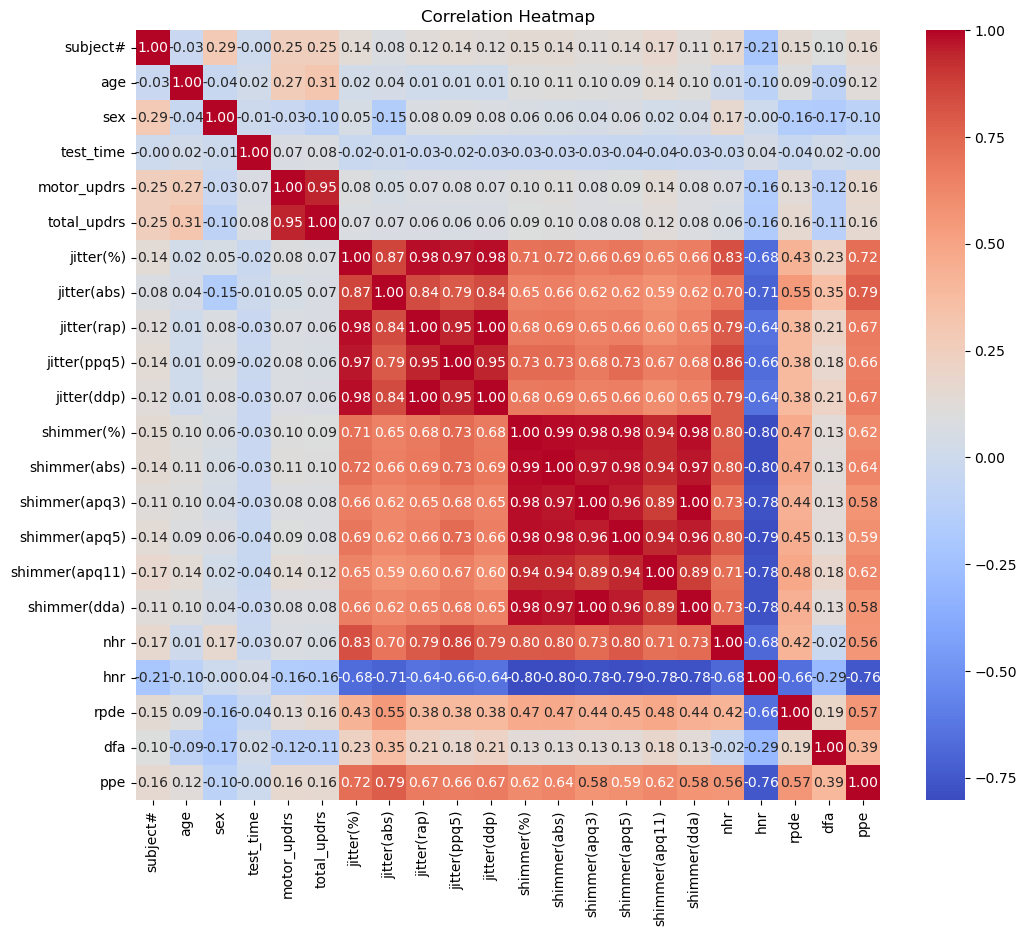 Correlation Heatmap
subject# 1.00 -0.03 0.29 -0.00 0.25 0.25 0.14 0.08 0.12 0.14 0.12 0.15 0.14 0.11 0.14 0.17 0.11 0.17 -0.21 0.15 0.10 0.16
age -0.03 1.00 -0.04 0.02 0.27 0.31 0.02 0.04 0.01 0.01 0.01 0.10 0.11 0.10 0.09 0.14 0.10 0.01 -0.10 0.09 -0.09 0.12
sex 0.29 -0.04 1.00 -0.01 -0.03 -0.10 0.05 -0.15 0.08 0.09 0.08 0.06 0.06 0.04 0.06 0.02 0.04 0.17 -0.00 -0.16 -0.17 -0.10
test_time -0.00 0.02 -0.01 1.00 0.07 0.08 -0.02 -0.01 -0.03 -0.02 -0.03 -0.03 -0.03 -0.03 -0.04 -0.04 -0.03 -0.03 0.04 -0.04 0.02 -0.00
motor_updrs 0.25 0.27 -0.03 0.07 1.00 0.95 0.08 0.05 0.07 0.08 0.07 0.10 0.11 0.08 0.09 0.14 0.08 0.07 -0.16 0.13 -0.12 0.16
total_updrs 0.25 0.31 -0.10 0.08 0.95 1.00 0.07 0.07 0.06 0.06 0.06 0.09 0.10 0.08 0.08 0.12 0.08 0.06 -0.16 0.16 -0.11 0.16
jitter(%) 0.14 0.02 0.05 -0.02 0.08 0.07 1.00 0.87 0.98 0.97 0.98 0.71 0.72 0.66 0.69 0.65 0.66 0.83 -0.68 0.43 0.23 0.72
jitter(abs) 0.08 0.04 -0.15 -0.01 0.05 0.07 0.87 1.00 0.84 0.79 0.84 0.65 0.66 0.62 0.62 0.59 0.62 0.70 -0.71 0.55 0.35 0.79
jitter(rap) 0.12 0.01 0.08 -0.03 0.07 0.06 0.98 0.84 1.00 0.95 1.00 0.68 0.69 0.65 0.66 0.60 0.65 0.79 -0.64 0.38 0.21 0.67
jitter(ppq5) 0.14 0.01 0.09 -0.02 0.08 0.06 0.97 0.79 0.95 1.00 0.95 0.73 0.73 0.68 0.73 0.67 0.68 0.86 -0.66 0.38 0.18 0.66
jitter(ddp) 0.12 0.01 0.08 -0.03 0.07 0.06 0.98 0.84 1.00 0.95 1.00 0.68 0.69 0.65 0.66 0.60 0.65 0.79 -0.64 0.38 0.21 0.67
shimmer(%) 0.15 0.10 0.06 -0.03 0.10 0.09 0.71 0.65 0.68 0.73 0.68 1.00 0.99 0.98 0.98 0.94 0.98 0.80 -0.80 0.47 0.13 0.62
shimmer(abs) 0.14 0.11 0.06 -0.03 0.11 0.10 0.72 0.66 0.69 0.73 0.69 0.99 1.00 0.97 0.98 0.94 0.97 0.80 -0.80 0.47 0.13 0.64
shimmer(apq3) 0.11 0.10 0.04 -0.03 0.08 0.08 0.66 0.62 0.65 0.68 0.65 0.98 0.97 1.00 0.96 0.89 1.00 0.73 -0.78 0.44 0.13 0.58
shimmer(apq5) 0.14 0.09 0.06 -0.04 0.09 0.08 0.69 0.62 0.66 0.73 0.66 0.98 0.98 0.96 1.00 0.94 0.96 0.80 -0.79 0.45 0.13 0.59
shimmer(apq11) 0.17 0.14 0.02 -0.04 0.14 0.12 0.65 0.59 0.60 0.67 0.60 0.94 0.94 0.89 0.94 1.00 0.89 0.71 -0.78 0.48 0.18 0.62
shimmer(dda) 0.11 0.10 0.04 -0.03 0.08 0.08 0.66 0.62 0.65 0.68 0.65 0.98 0.97 1.00 0.96 0.89 1.00 0.73 -0.78 0.44 0.13 0.58
nhr 0.17 0.01 0.17 -0.03 0.07 0.06 0.83 0.70 0.79 0.86 0.79 0.80 0.80 0.73 0.80 0.71 0.73 1.00 -0.68 0.42 -0.02 0.56
hnr -0.21 -0.10 -0.00 0.04 -0.16 -0.16 -0.68 -0.71 -0.64 -0.66 -0.64 -0.80 -0.80 -0.78 -0.79 -0.78 -0.78 -0.68 1.00 -0.66 -0.29 -0.76
rpde 0.15 0.09 -0.16 -0.04 0.13 0.16 0.43 0.55 0.38 0.38 0.38 0.47 0.47 0.44 0.45 0.48 0.44 0.42 -0.66 1.00 0.19 0.57
dfa 0.10 -0.09 -0.17 0.02 -0.12 -0.11 0.23 0.35 0.21 0.18 0.21 0.13 0.13 0.13 0.13 0.18 0.13 -0.02 -0.29 0.19 1.00 0.39
ppe 0.16 0.12 -0.10 -0.00 0.16 0.16 0.72 0.79 0.67 0.66 0.67 0.62 0.64 0.58 0.59 0.62 0.58 0.56 -0.76 0.57 0.39 1.00
subject# age sex test_time motor_updrs total_updrs jitter(%) jitter(abs) jitter(rap) jitter(ppq5) jitter(ddp) shimmer(%) shimmer(abs) shimmer(apq3) shimmer(apq5) shimmer(apq11) shimmer(dda) nhr hnr rpde dfa ppe
1.00
0.75
0.50
0.25
0.00
−0.25
−0.50
−0.75